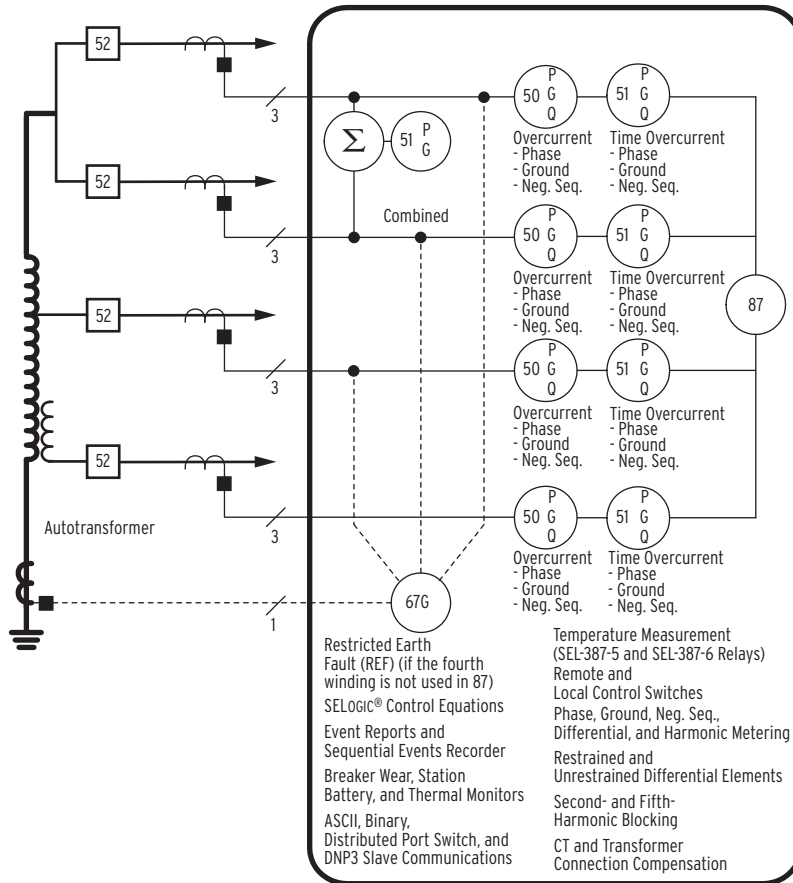 52
3
50 P G Q
51 P G Q
Overcurrent
- Phase
- Ground
- Neg. Seq.
Time Overcurrent
- Phase
- Ground
- Neg. Seq.
Σ
51 P G
Combined
52
3
50 P G Q
51 P G Q
Overcurrent
- Phase
- Ground
- Neg. Seq.
Time Overcurrent
- Phase
- Ground
- Neg. Seq.
87
52
3
50 P G Q
51 P G Q
Overcurrent
- Phase
- Ground
- Neg. Seq.
Time Overcurrent
- Phase
- Ground
- Neg. Seq.
52
3
50 P G Q
51 P G Q
Overcurrent
- Phase
- Ground
- Neg. Seq.
Time Overcurrent
- Phase
- Ground
- Neg. Seq.
Autotransformer
1
67G
Restricted Earth
Fault (REF) (if the fourth
winding is not used in 87)
SELOGIC® Control Equations
Event Reports and
Sequential Events Recorder
Breaker Wear, Station
Battery, and Thermal Monitors
ASCII, Binary,
Distributed Port Switch, and
DNP3 Slave Communications
Temperature Measurement
(SEL-387-5 and SEL-387-6 Relays)
Remote and
Local Control Switches
Phase, Ground, Neg. Seq.,
Differential, and Harmonic Metering
Restrained and
Unrestrained Differential Elements
Second- and Fifth-
Harmonic Blocking
CT and Transformer
Connection Compensation